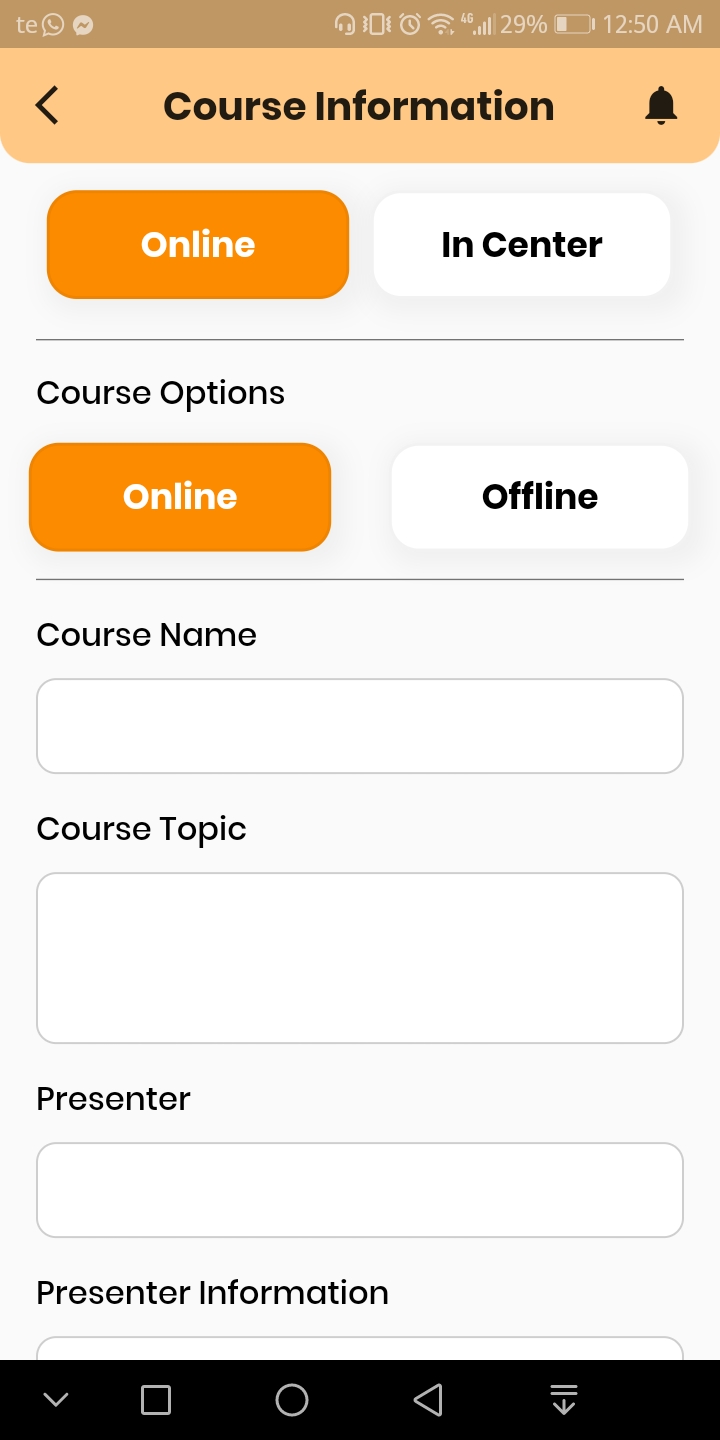 te 4G 29% 12:50 AM
Course Information
Online In Center
Course Options
Online Offline
Course Name
Course Topic
Presenter
Presenter Information